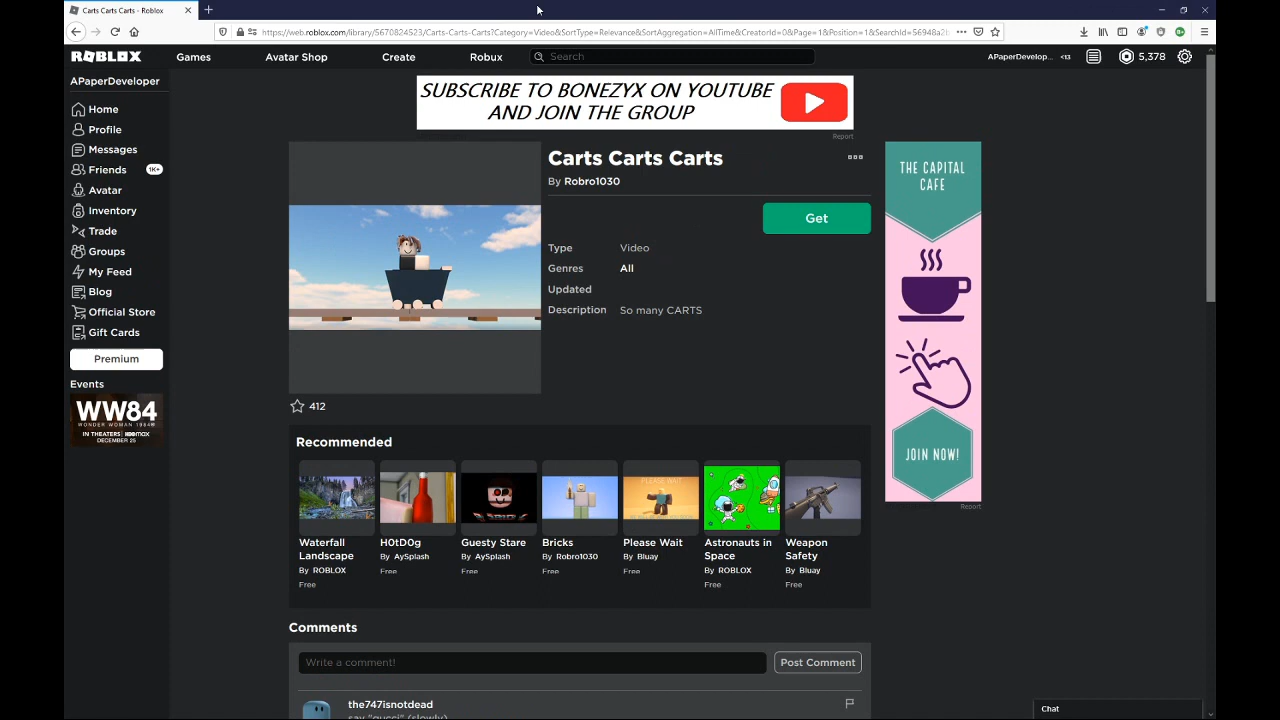 Carts Carts Carts - Roblox
https://web.roblox.com/library/5670824523/Carts-Carts-Carts?Category=Video&SortType=Relevance&SortAggregation=AllTime&CreatorId=0&Page=1&Position=1&SearchId=56948a2
ROBLOX
Games
Avatar Shop
Create
Robux
Search
APaperDevelop...
<13
5,378
APaperDeveloper
Home
Profile
Messages
Friends
1K+
Avatar
Inventory
Trade
Groups
My Feed
Blog
Official Store
Gift Cards
Premium
Events
WW84
WONDER WOMAN 1984
IN THEATERS HBOMAX
DECEMBER 25
SUBSCRIBE TO BONEZYX ON YOUTUBE
AND JOIN THE GROUP
Report
Carts Carts Carts
By Robro1030
Get
Type Video
Genres All
Updated
Description So many CARTS
412
THE CAPITAL
CAFE
JOIN NOW!
Report
Recommended
Waterfall Landscape
By ROBLOX
Free
H0tD0g
By AySplash
Free
Guesty Stare
By AySplash
Free
Bricks
By Robro1030
Free
PLEASE WAIT
Please Wait
By Bluay
Free
Astronauts in Space
By ROBLOX
Free
Weapon Safety
By Bluay
Free
Comments
Write a comment!
Post Comment
the747isnotdead
say "gucci" (slowly)
Chat